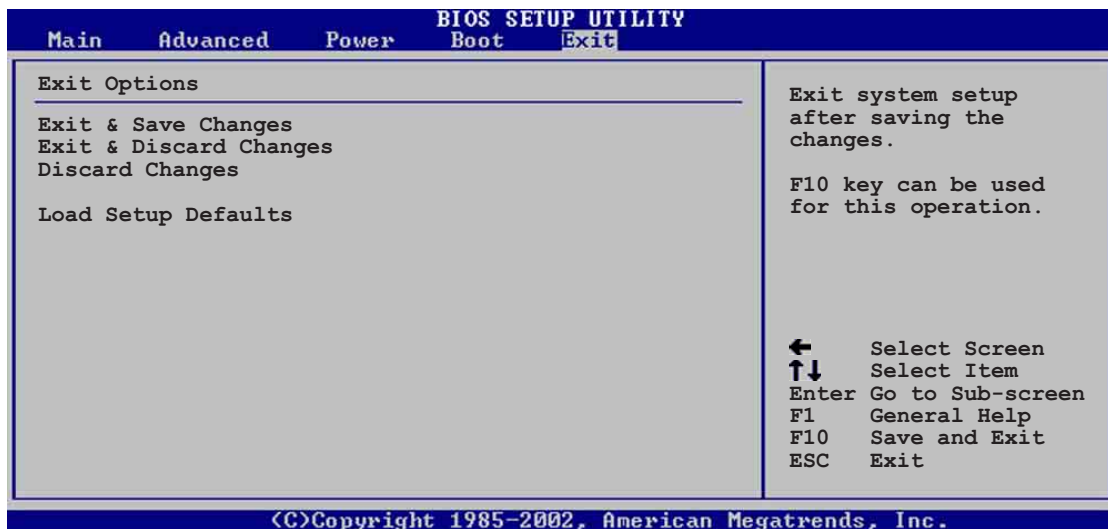 BIOS SETUP UTILITY
Main Advanced Power Boot Exit
Exit Options
Exit & Save Changes
Exit & Discard Changes
Discard Changes
Load Setup Defaults
Exit system setup
after saving the
changes.
F10 key can be used
for this operation.
← Select Screen
↑↓ Select Item
Enter Go to Sub-screen
F1 General Help
F10 Save and Exit
ESC Exit
(C)Copyright 1985-2002, American Megatrends, Inc.